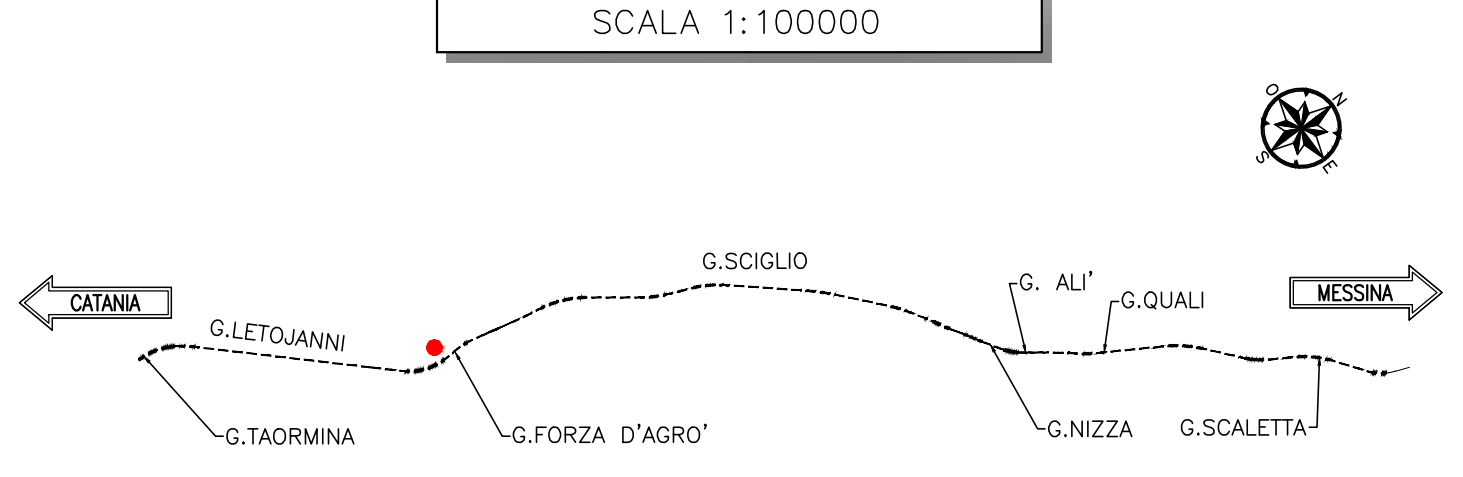 SCALA 1:100000
O
N
S
E
G.SCIGLIO
G. ALI'
G.QUALI
CATANIA
MESSINA
G.LETOJANNI
G.TAORMINA
G.FORZA D'AGRO'
G.NIZZA
G.SCALETTA